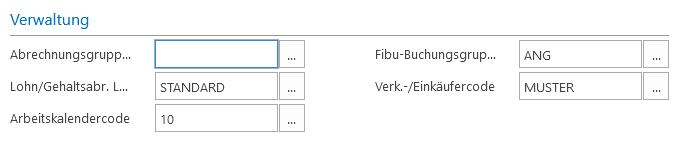 Verwaltung
Abrechnungsgrupp... ... Fibu-Buchungsgrup... ANG ...
Lohn/Gehaltsabr. L... STANDARD ... Verk.-/Einkäufercode MUSTER ...
Arbeitskalendercode 10 ...